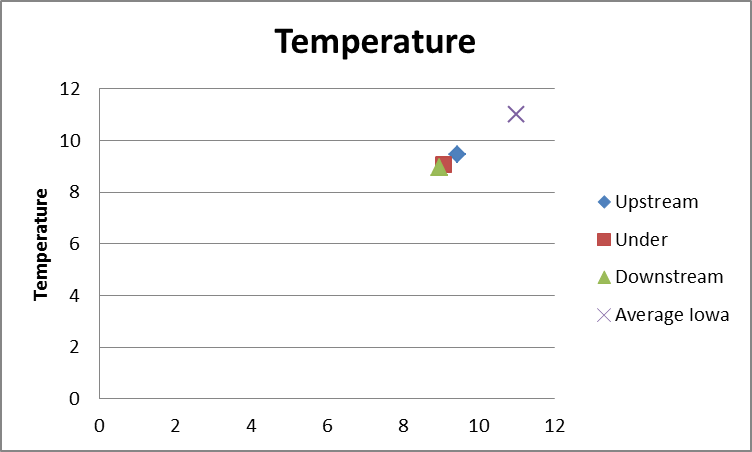 Temperature
12
10
8
6
4
2
0
Temperature
0 2 4 6 8 10 12
Upstream
Under
Downstream
Average Iowa